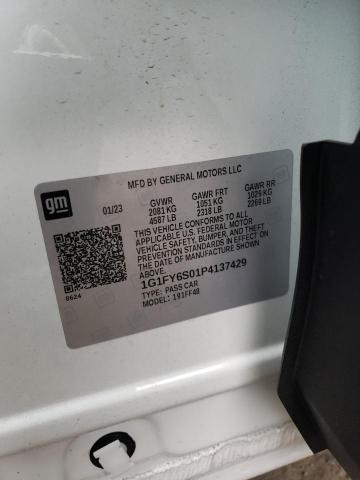 MFD BY GENERAL MOTORS LLC
gm
01/23
GVWR GAWR FRT GAWR RR
2081 KG 1051 KG 1029 KG
4587 LB 2318 LB 2269 LB
THIS VEHICLE CONFORMS TO ALL
APPLICABLE U.S. FEDERAL MOTOR
VEHICLE SAFETY, BUMPER, AND THEFT
PREVENTION STANDARDS IN EFFECT ON
THE DATE OF MANUFACTURE SHOWN
ABOVE.
1G1FY6S01P4137429
TYPE: PASS CAR
MODEL: 191FF48
8624